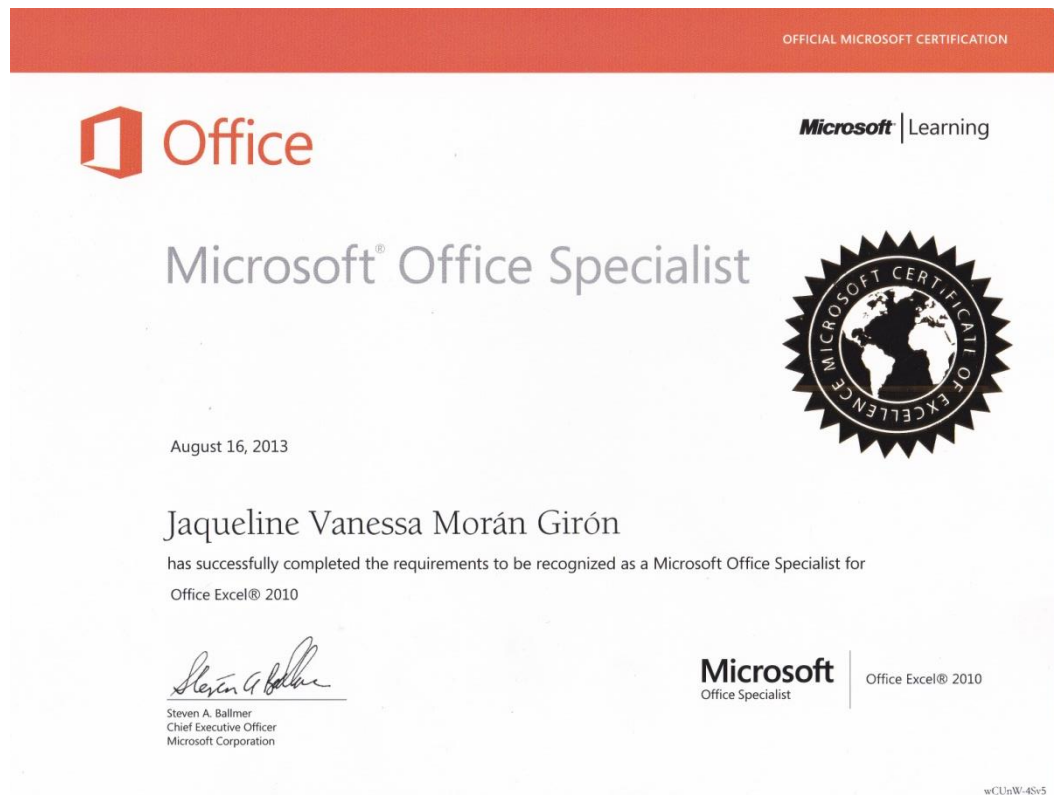 OFFICIAL MICROSOFT CERTIFICATION
Office
Microsoft | Learning
Microsoft® Office Specialist
MICROSOFT CERTIFICATE OF EXCELLENCE
August 16, 2013
Jaqueline Vanessa Morán Girón
has successfully completed the requirements to be recognized as a Microsoft Office Specialist for
Office Excel® 2010
Steven A Ballmer
Steven A. Ballmer
Chief Executive Officer
Microsoft Corporation
Microsoft
Office Specialist
Office Excel® 2010
wCUnW-4Sv5